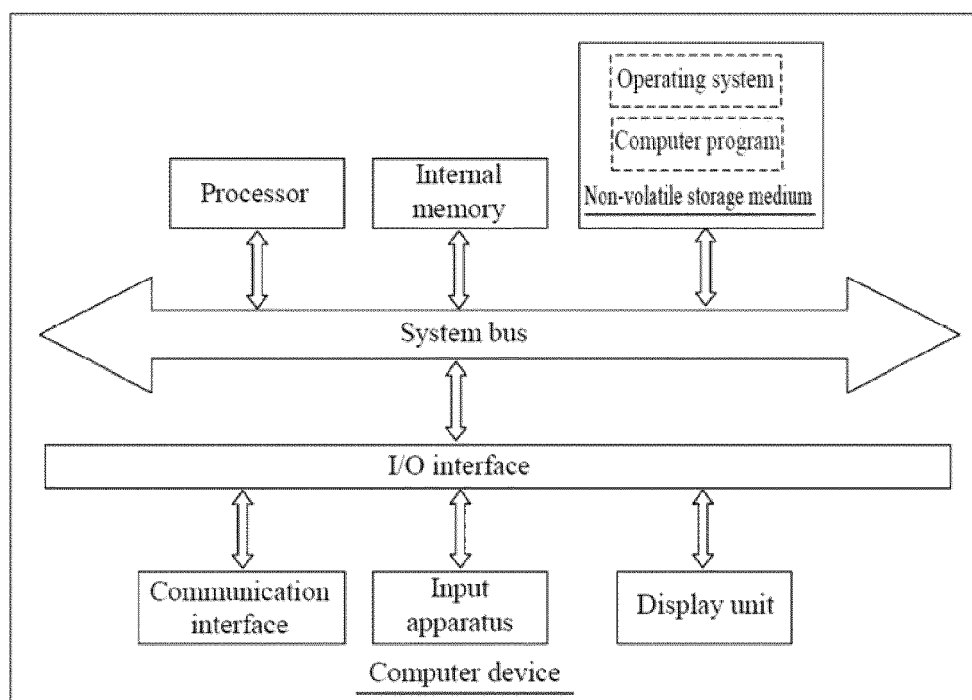 Operating system
Computer program
Non-volatile storage medium
Processor
Internal
memory
System bus
I/O interface
Communication
interface
Input
apparatus
Display unit
Computer device